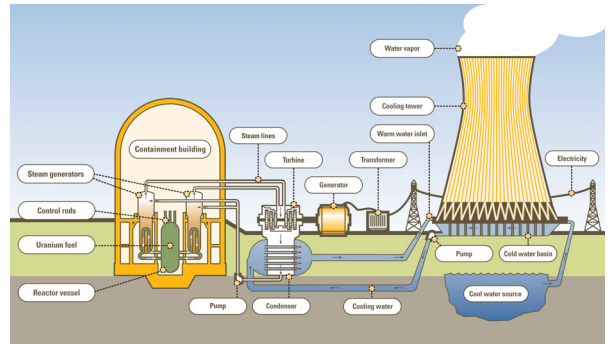 Water vapor
Cooling tower
Containment building
Steam lines
Warm water inlet
Turbine
Transformer
Electricity
Steam generators
Generator
Control rods
Uranium fuel
Pump
Cold water basin
Reactor vessel
Cool water source
Pump
Condenser
Cooling water